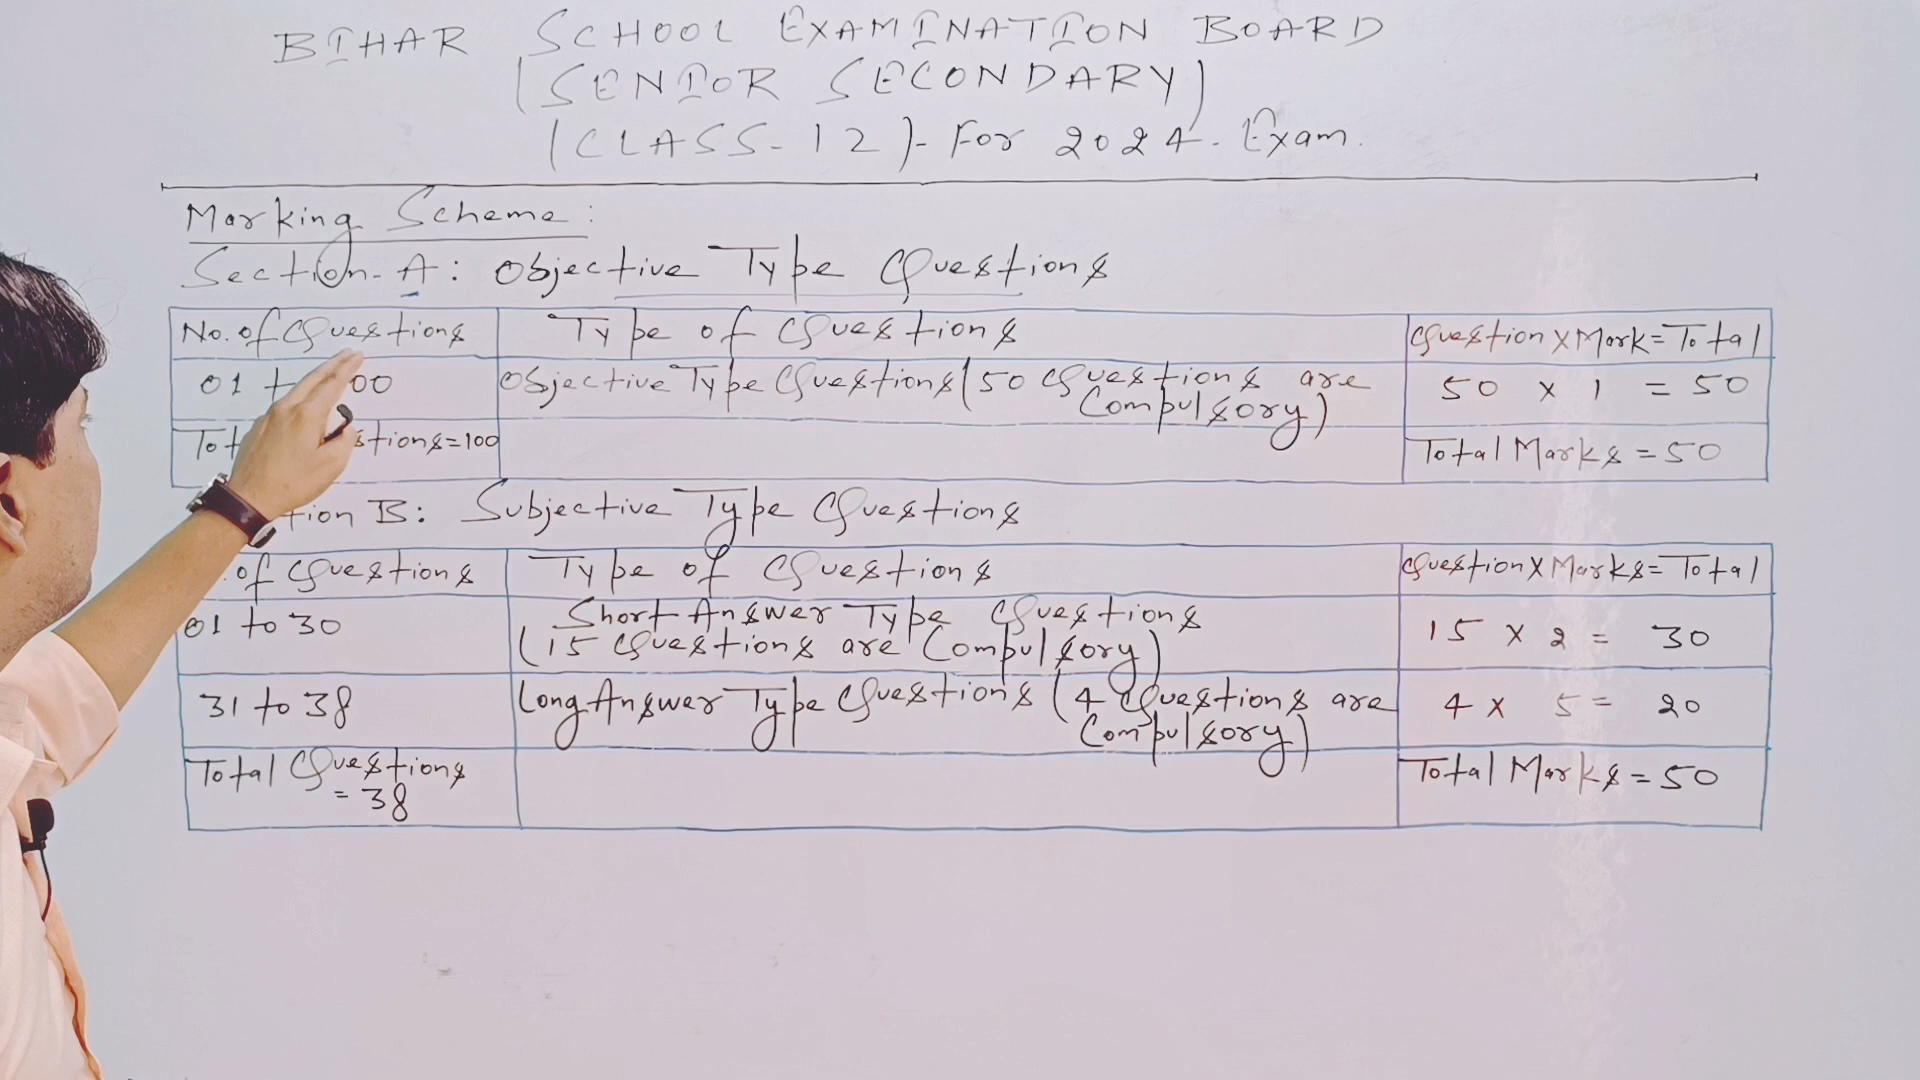 BIHAR SCHOOL EXAMINATION BOARD
(SENIOR SECONDARY)
(CLASS-12)- For 2024- Exam.
Marking Scheme:
Section-A: Objective Type Questions
No. of Questions Type of Questions Question X Mark = Total
01 00 Objective Type Questions (50 Questions are Compulsory) 50 x 1 = 50
=100 Total Marks = 50
B: Subjective Type Questions
of Questions Type of Questions Question X Marks = Total
01 to 30 Short Answer Type Questions (15 Questions are Compulsory) 15 x 2 = 30
31 to 38 Long Answer Type Questions (4 Questions are Compulsory) 4 x 5 = 20
Total Questions = 38 Total Marks = 50